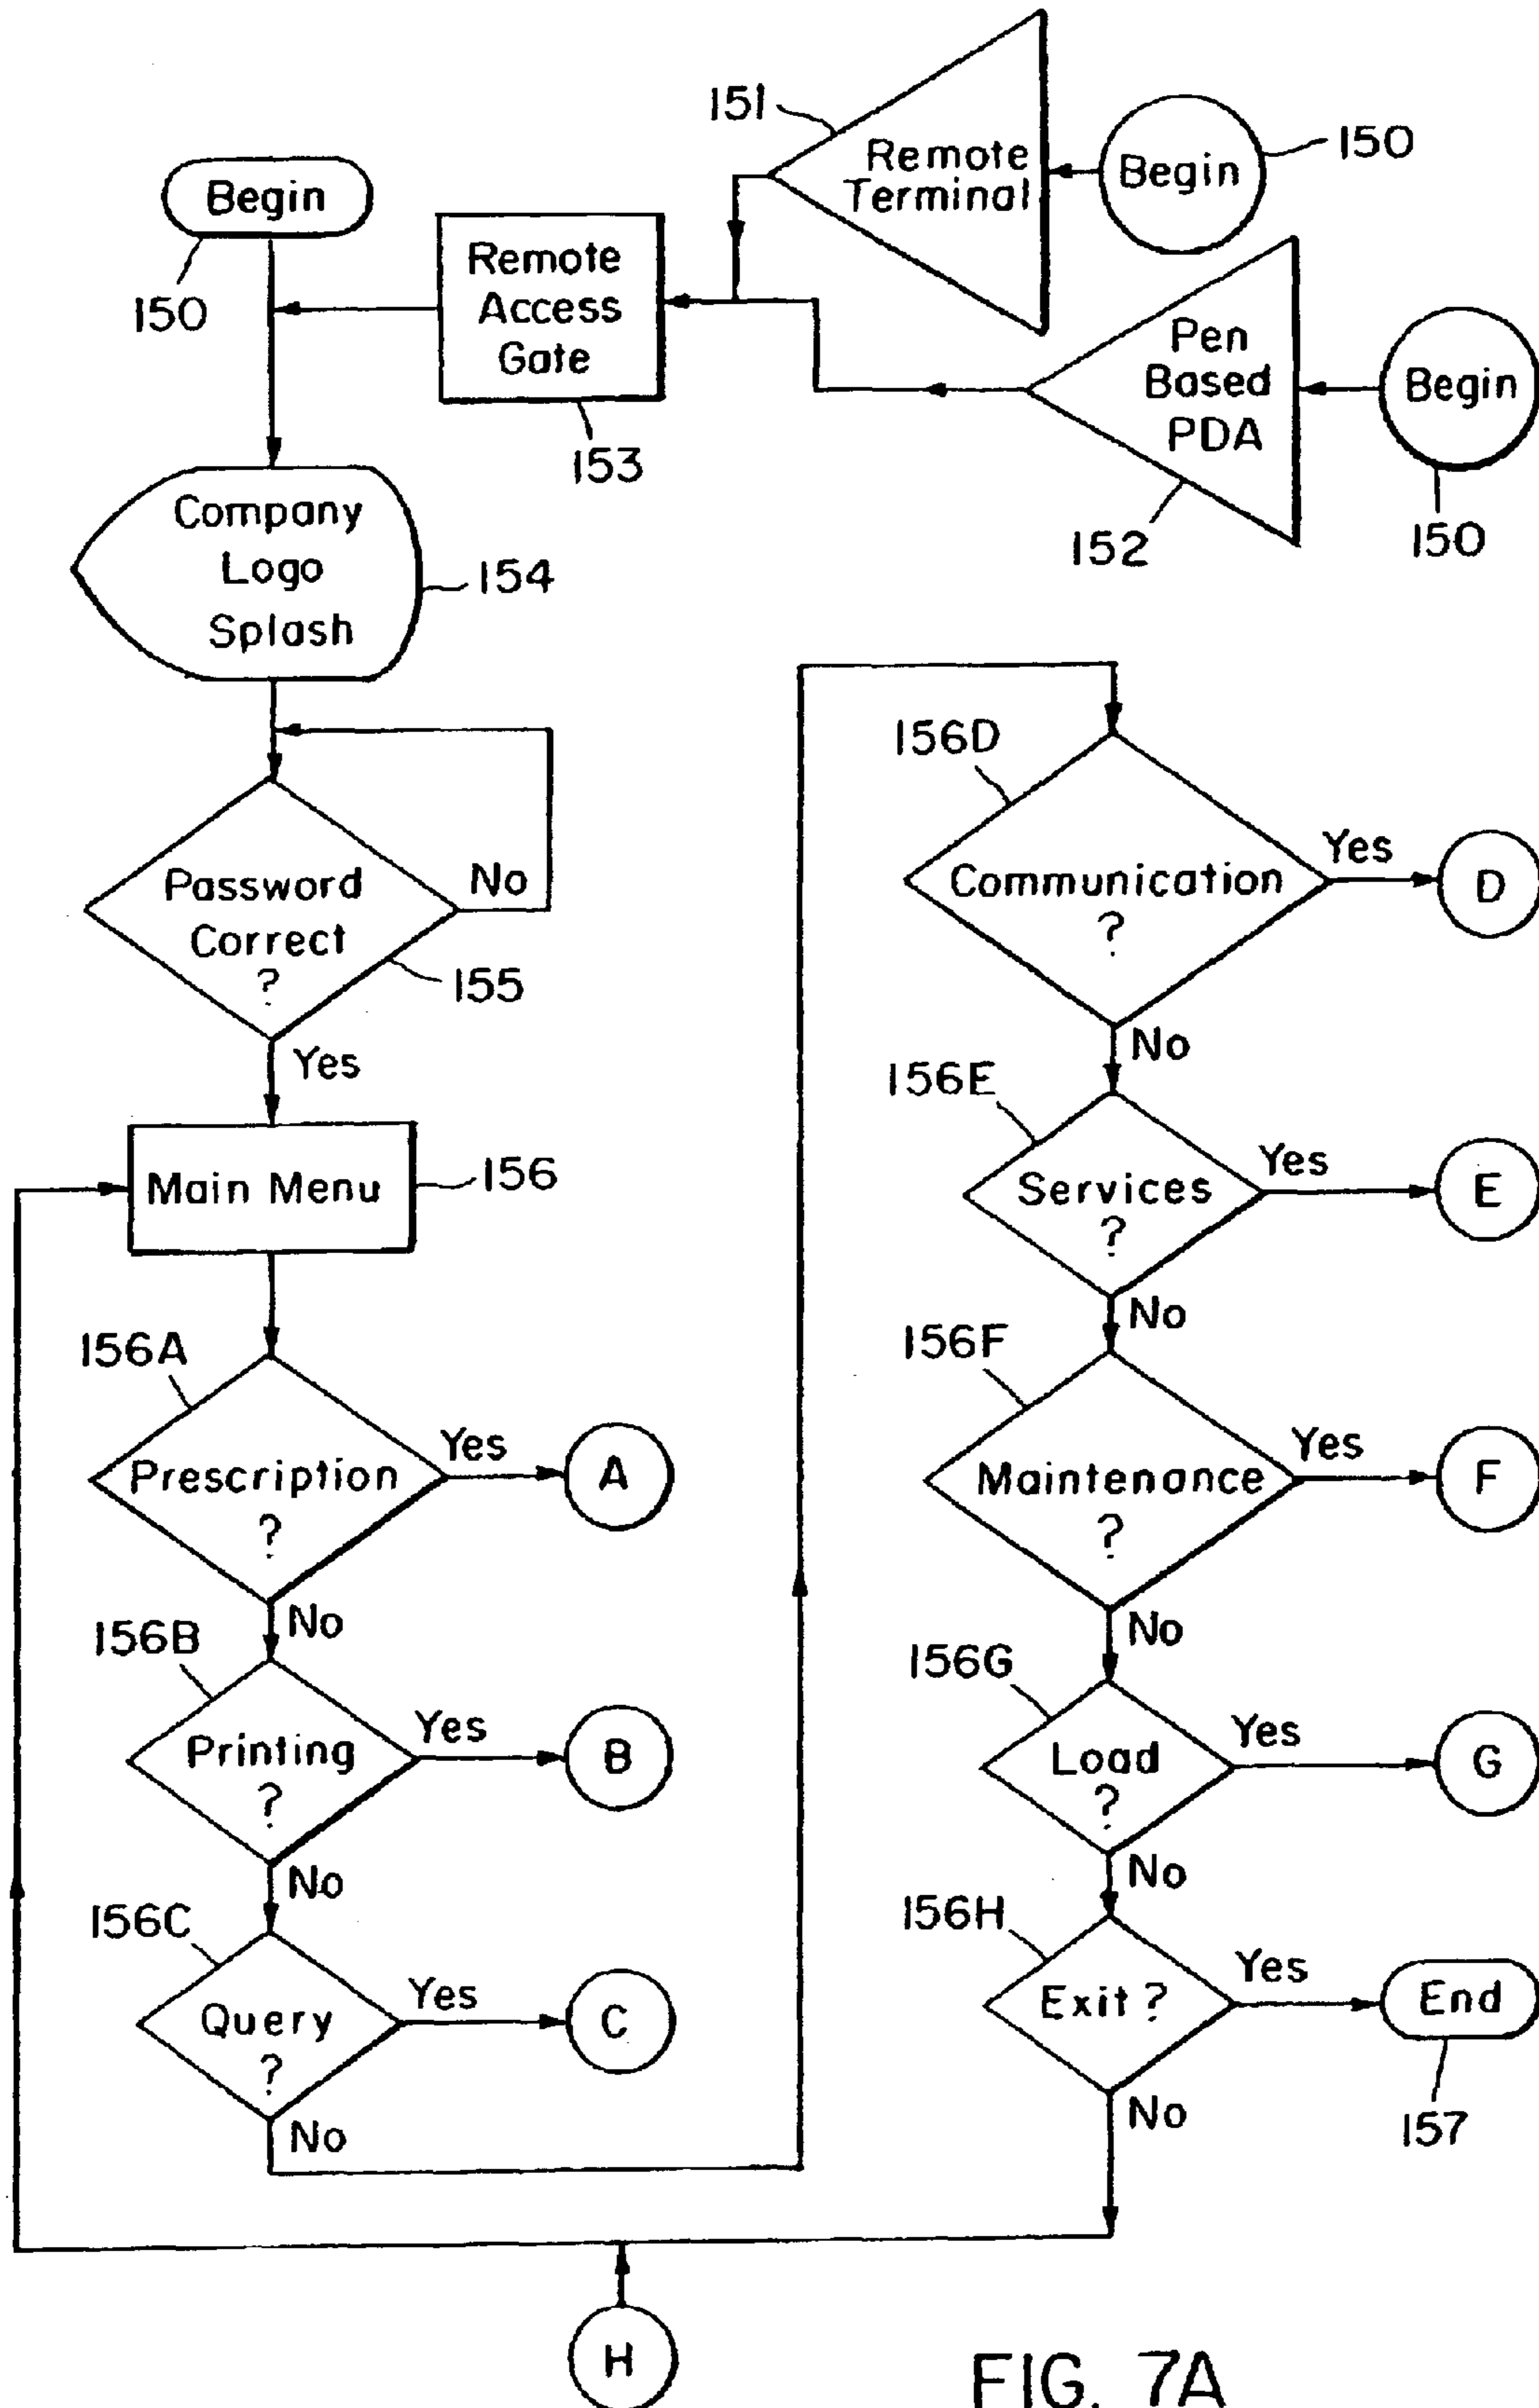 Begin
150
151
Remote
Terminal
Begin
150
Remote
Access
Gate
153
Pen
Based
PDA
152
Begin
150
Company
Logo
Splash
154
Password
Correct
?
No
155
Yes
Main Menu
156
156A
Prescription
?
Yes
A
No
156B
Printing
?
Yes
B
No
156C
Query
?
Yes
C
No
156D
Communication
?
Yes
D
No
156E
Services
?
Yes
E
No
156F
Maintenance
?
Yes
F
No
156G
Load
?
Yes
G
No
156H
Exit ?
Yes
End
157
No
H
FIG. 7A